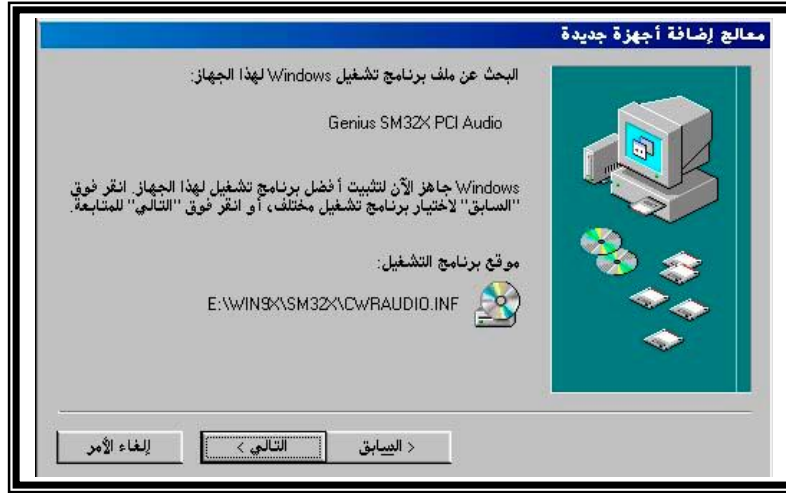 معالج إضافة أجهزة جديدة
البحث عن ملف برنامج تشغيل Windows لهذا الجهاز:
Genius SM32X PCI Audio
Windows جاهز الآن لتثبيت أفضل برنامج تشغيل لهذا الجهاز. انقر فوق
"السابق" لاختيار برنامج تشغيل مختلف، أو انقر فوق "التالي" للمتابعة.
موقع برنامج التشغيل:
E:\WIN9X\SM32X\CWRAUDIO.INF
< السابق
التالي >
إلغاء الأمر